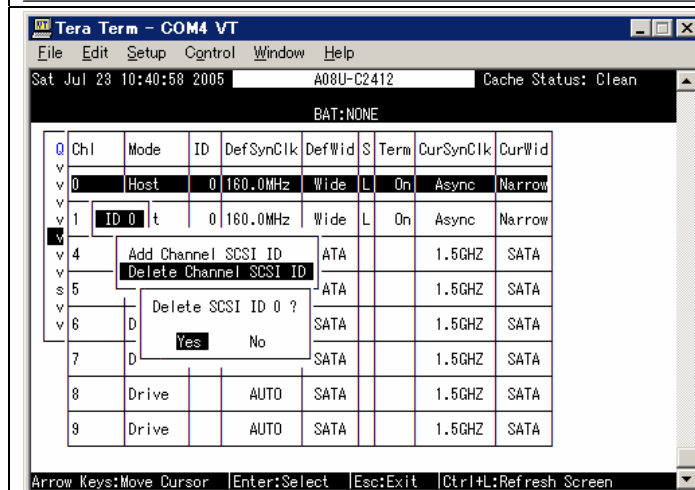 Tera Term - COM4 VT
File Edit Setup Control Window Help
Sat Jul 23 10:40:58 2005 A08U-C2412 Cache Status: Clean
BAT:NONE
Q Chl Mode ID DefSynClk DefWid S Term CurSynClk CurWid
v
v 0 Host 0 160.0MHz Wide L On Async Narrow
v
v 1 ID 0 t 0 160.0MHz Wide L On Async Narrow
v
v 4 Add Channel SCSI ID ATA 1.5GHZ SATA
v Delete Channel SCSI ID
s 5 ATA 1.5GHZ SATA
v Delete SCSI ID 0 ?
v 6 D SATA 1.5GHZ SATA
Yes No
7 D SATA 1.5GHZ SATA
8 Drive AUTO SATA 1.5GHZ SATA
9 Drive AUTO SATA 1.5GHZ SATA
Arrow Keys:Move Cursor |Enter:Select |Esc:Exit |Ctrl+L:Refresh Screen